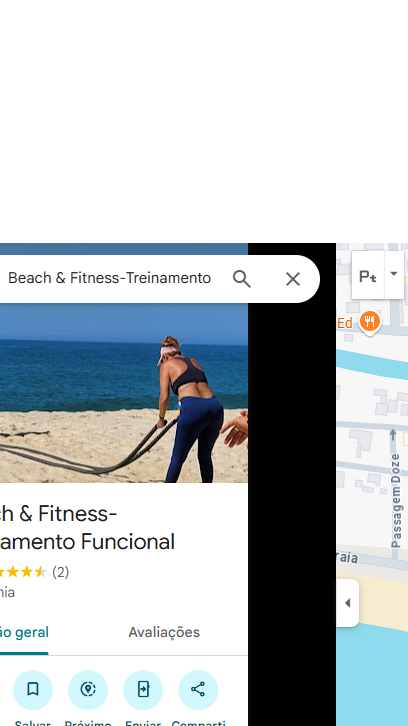 Beach & Fitness-Treinamento
Pt
Ed
ch & Fitness-
amento Funcional
(2)
nia
ão geral
Avaliações
Salvar
Próximo
Enviar
Comparti
Passagem Doze
raia